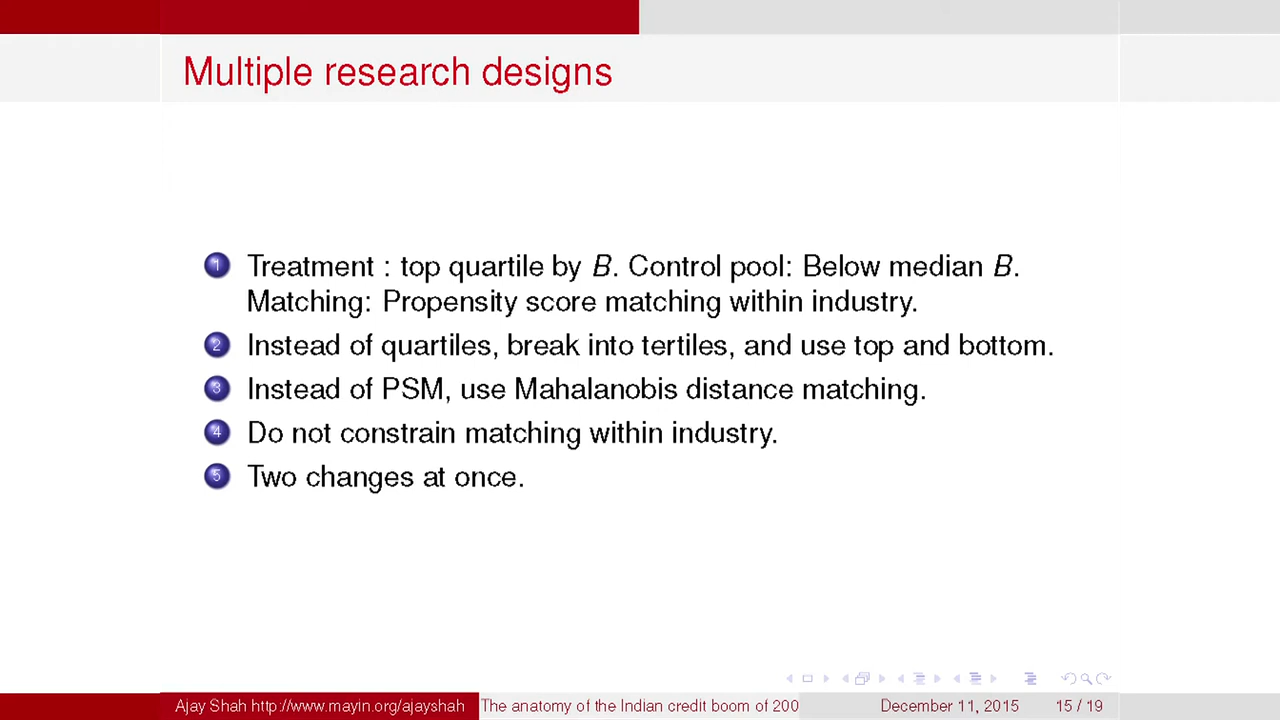 Multiple research designs
1 Treatment : top quartile by B. Control pool: Below median B.
Matching: Propensity score matching within industry.
2 Instead of quartiles, break into tertiles, and use top and bottom.
3 Instead of PSM, use Mahalanobis distance matching.
4 Do not constrain matching within industry.
5 Two changes at once.
Ajay Shah http://www.mayin.org/ajayshah The anatomy of the Indian credit boom of 200 December 11, 2015 15 / 19